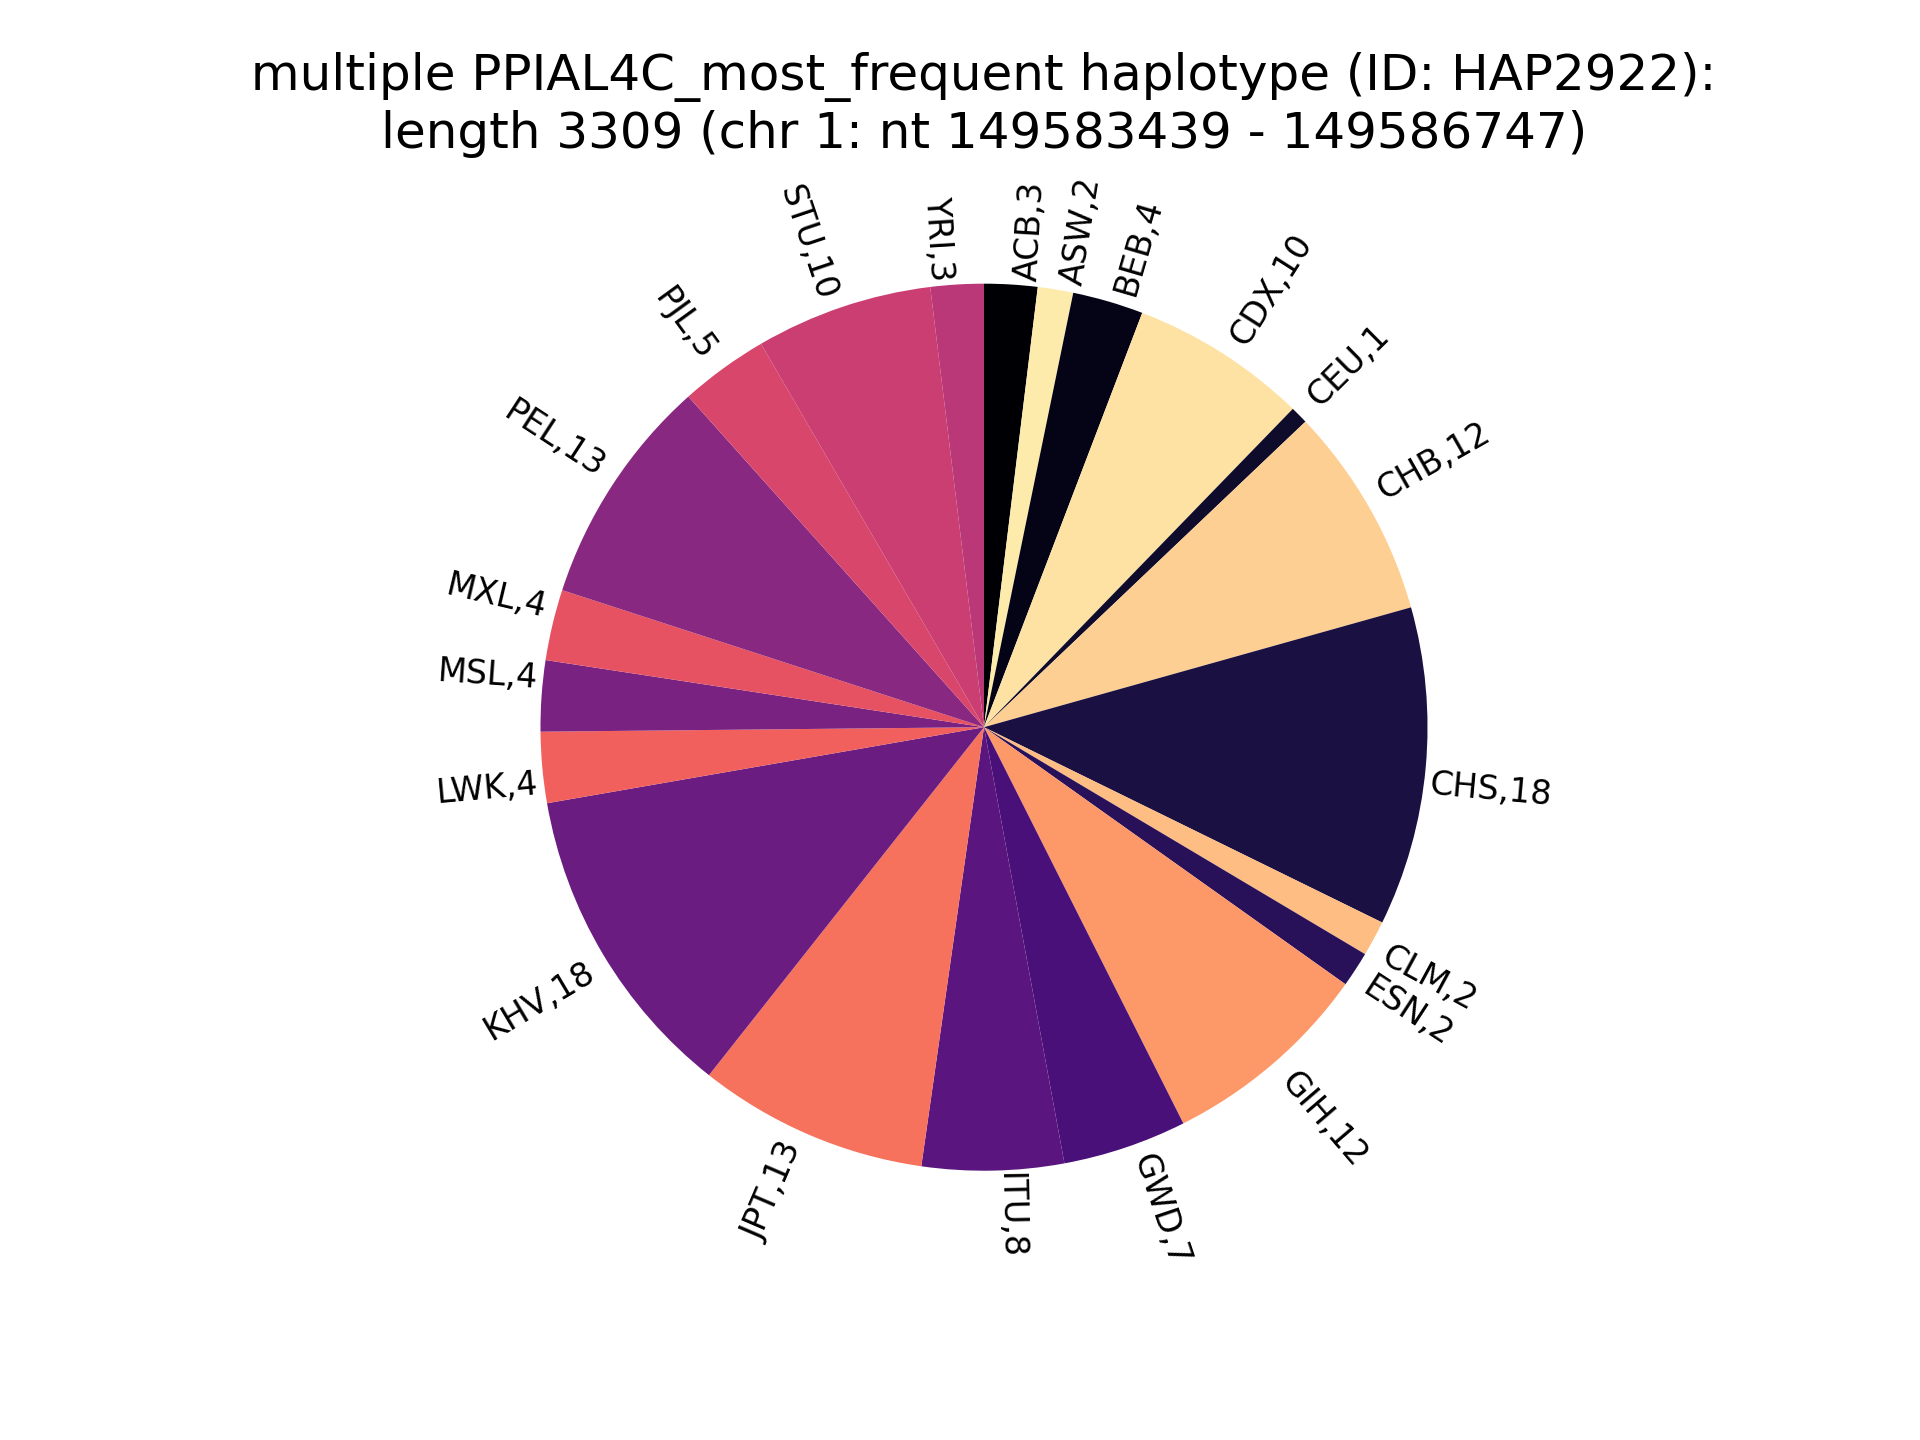 multiple PPIAL4C_most_frequent haplotype (ID: HAP2922):
length 3309 (chr 1: nt 149583439 - 149586747)
ACB,3
ASW,2
BEB,4
CDX,10
CEU,1
CHB,12
CHS,18
CLM,2
ESN,2
GIH,12
GWD,7
ITU,8
JPT,13
KHV,18
LWK,4
MSL,4
MXL,4
PEL,13
PJL,5
STU,10
YRI,3